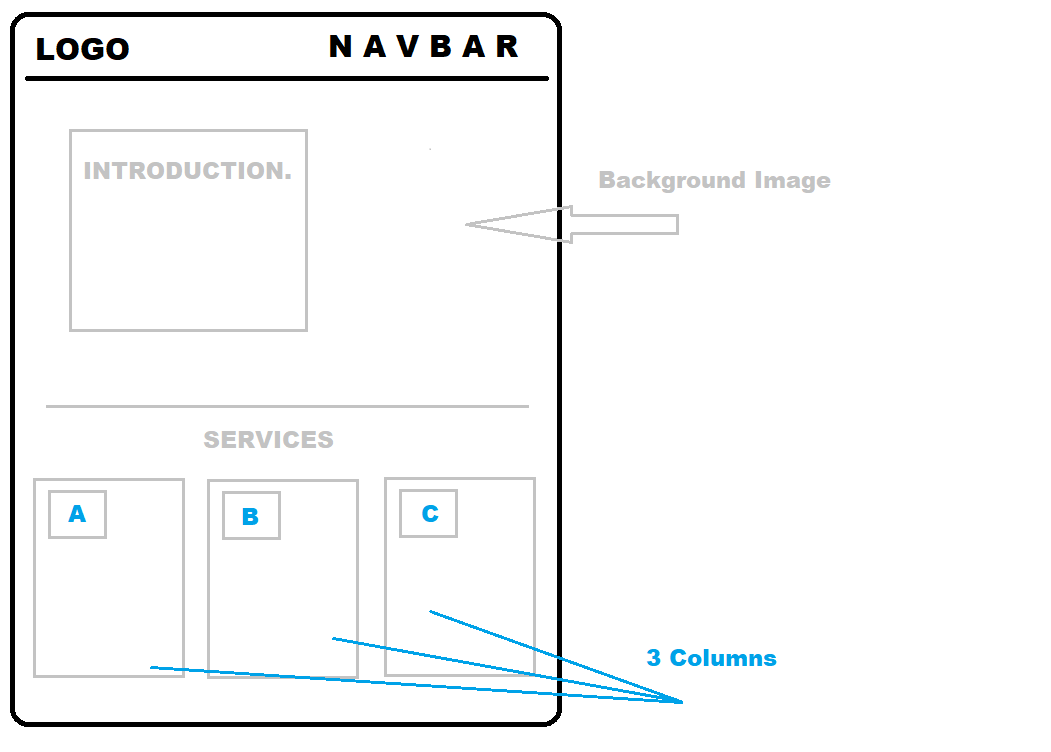 LOGO
N A V B A R
INTRODUCTION.
Background Image
SERVICES
A
B
C
3 Columns